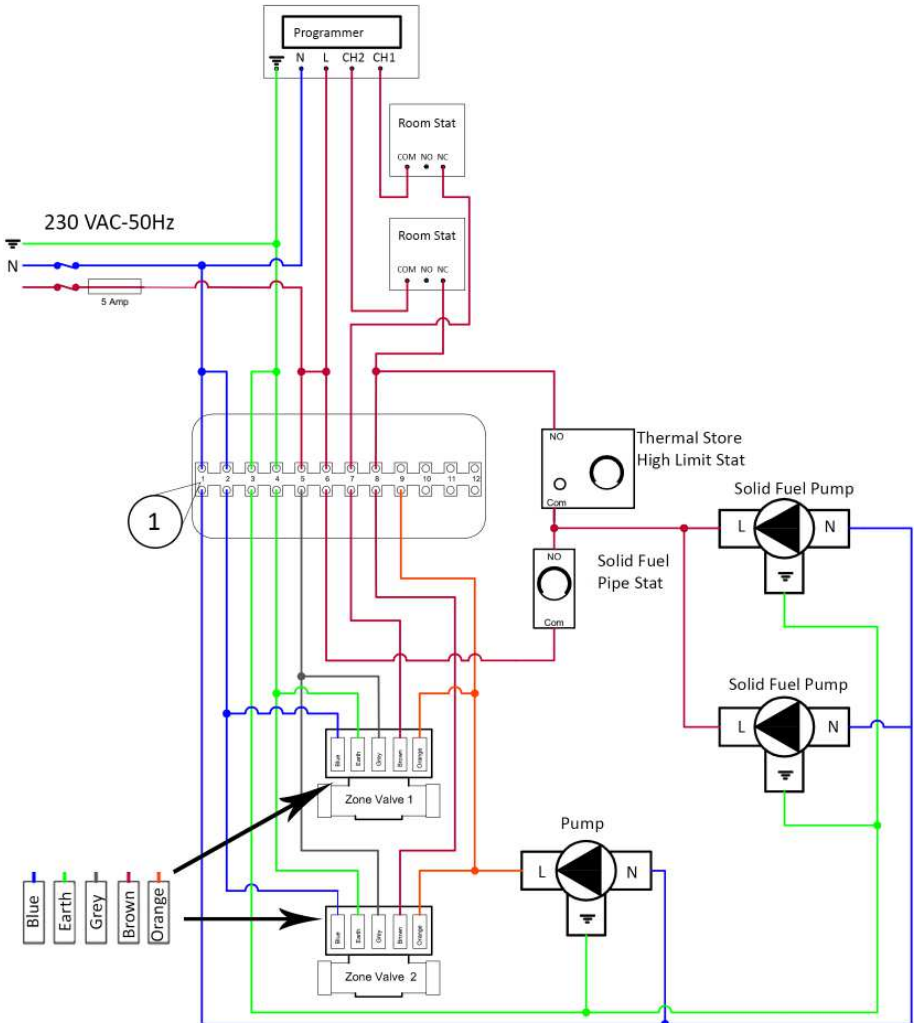 Programmer
N L CH2 CH1
Room Stat
COM NO NC
230 VAC-50Hz
Room Stat
N
COM NO NC
5 Amp
1 2 3 4 5 6 7 8 9 10 11 12
1
NO
Thermal Store
High Limit Stat
Com
Solid Fuel Pump
L N
NO
Solid Fuel
Pipe Stat
Com
Solid Fuel Pump
L N
Blue Earth Grey Brown Orange
Zone Valve 1
Pump
L N
Blue Earth Grey Brown Orange
Blue Earth Grey Brown Orange
Zone Valve 2